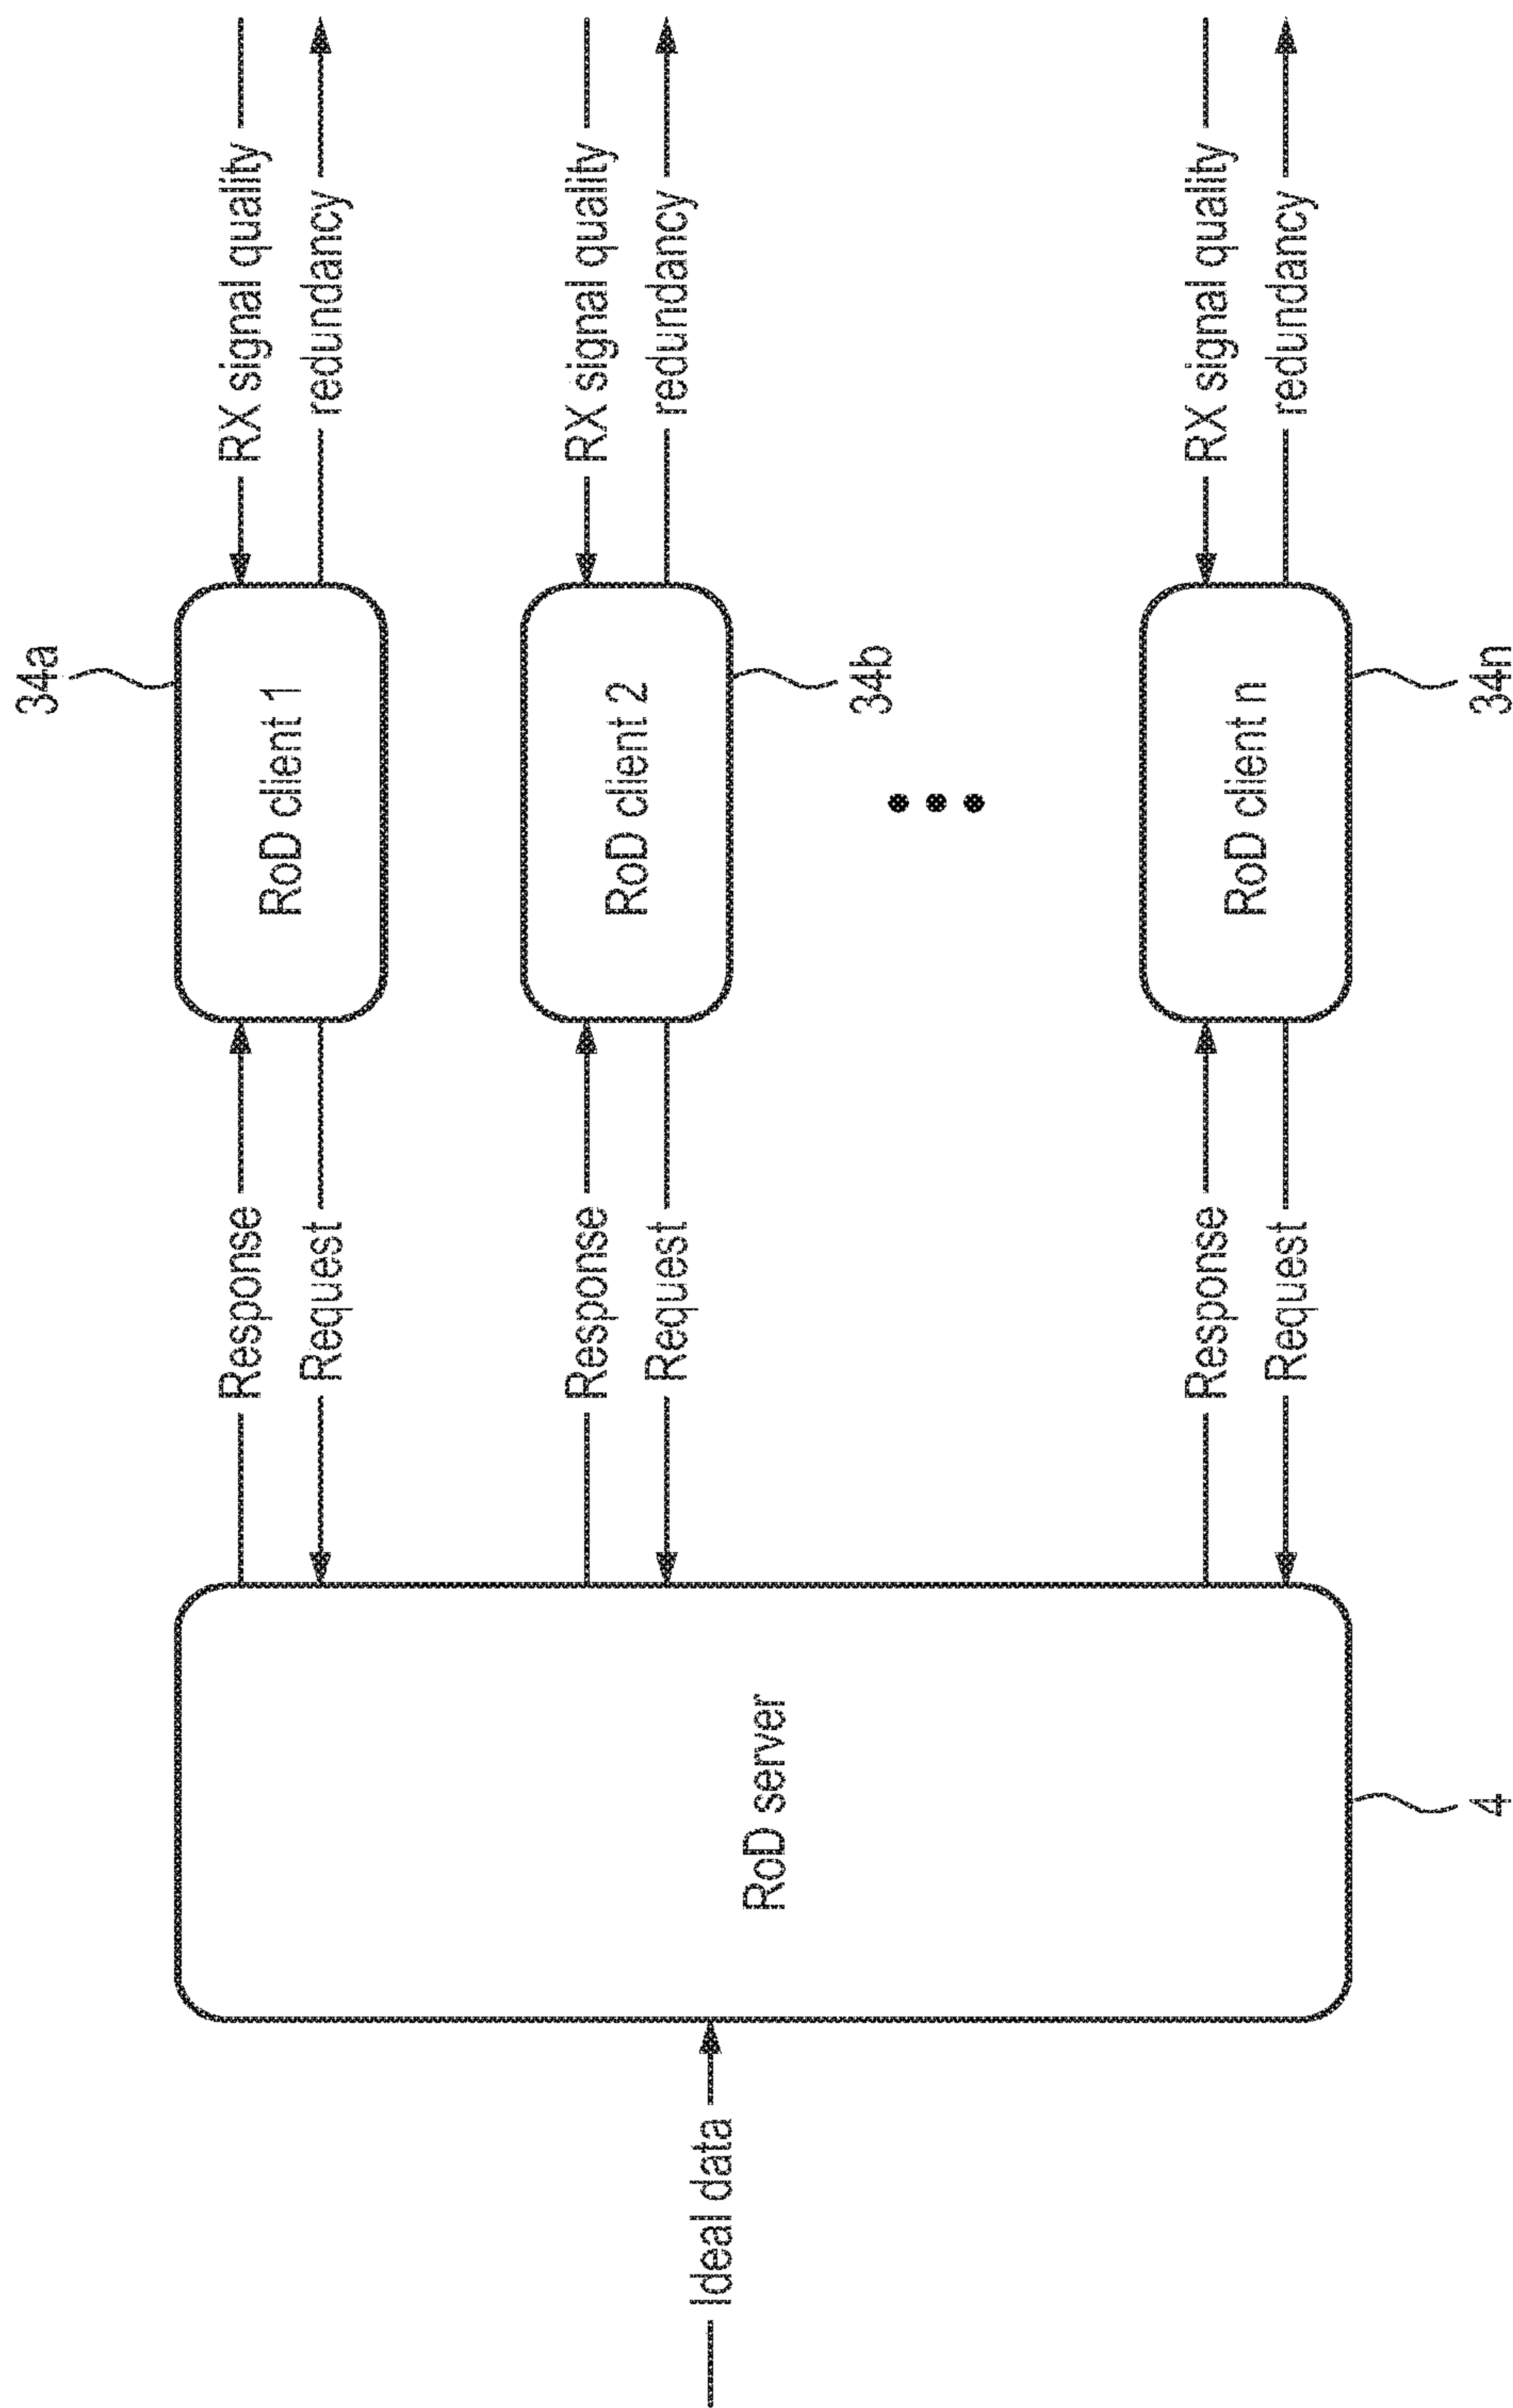 Ideal data
RoD server
4
Response
Request
RoD client 1
34a
RX signal quality
redundancy
Response
Request
RoD client 2
34b
RX signal quality
redundancy
Response
Request
RoD client n
34n
RX signal quality
redundancy